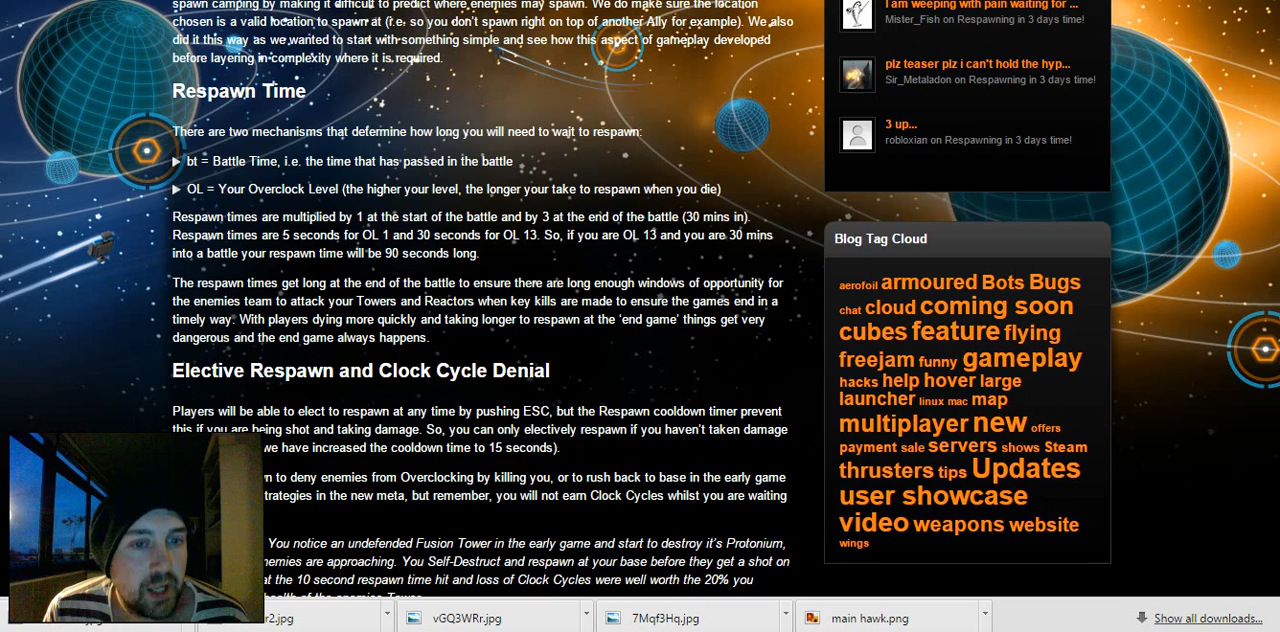 spawn camping by making it difficult to predict where enemies may spawn. We do make sure the location
chosen is a valid location to spawn at (i.e. so you don't spawn right on top of another Ally for example). We also
did it this way as we wanted to start with something simple and see how this aspect of gameplay developed
before layering in complexity where it is required.
Respawn Time
There are two mechanisms that determine how long you will need to wait to respawn:
bt = Battle Time, i.e. the time that has passed in the battle
OL = Your Overclock Level (the higher your level, the longer your take to respawn when you die)
Respawn times are multiplied by 1 at the start of the battle and by 3 at the end of the battle (30 mins in).
Respawn times are 5 seconds for OL 1 and 30 seconds for OL 13. So, if you are OL 13 and you are 30 mins
into a battle your respawn time will be 90 seconds long.
The respawn times get long at the end of the battle to ensure there are long enough windows of opportunity for
the enemies team to attack your Towers and Reactors when key kills are made to ensure the games end in a
timely way. With players dying more quickly and taking longer to respawn at the 'end game' things get very
dangerous and the end game always happens.
Elective Respawn and Clock Cycle Denial
Players will be able to elect to respawn at any time by pushing ESC, but the Respawn cooldown timer prevent
this if you are being shot and taking damage. So, you can only electively respawn if you haven't taken damage
we have increased the cooldown time to 15 seconds).
to deny enemies from Overclocking by killing you, or to rush back to base in the early game
strategies in the new meta, but remember, you will not earn Clock Cycles whilst you are waiting
You notice an undefended Fusion Tower in the early game and start to destroy it's Protonium,
enemies are approaching. You Self-Destruct and respawn at your base before they get a shot on
at the 10 second respawn time hit and loss of Clock Cycles were well worth the 20% you
health of the enemies Tower
I am weeping with pain waiting for ...
Mister_Fish on Respawning in 3 days time!
plz teaser plz i can't hold the hyp...
Sir_Metaladon on Respawning in 3 days time!
3 up...
robloxian on Respawning in 3 days time!
Blog Tag Cloud
aerofoil armoured Bots Bugs
chat cloud coming soon
cubes feature flying
freejam funny gameplay
hacks help hover large
launcher linux mac map
multiplayer new offers
payment sale servers shows Steam
thrusters tips Updates
user showcase
video weapons website
wings
r2.jpg
vGQ3WRr.jpg
7Mqf3Hq.jpg
main hawk.png
Show all downloads...